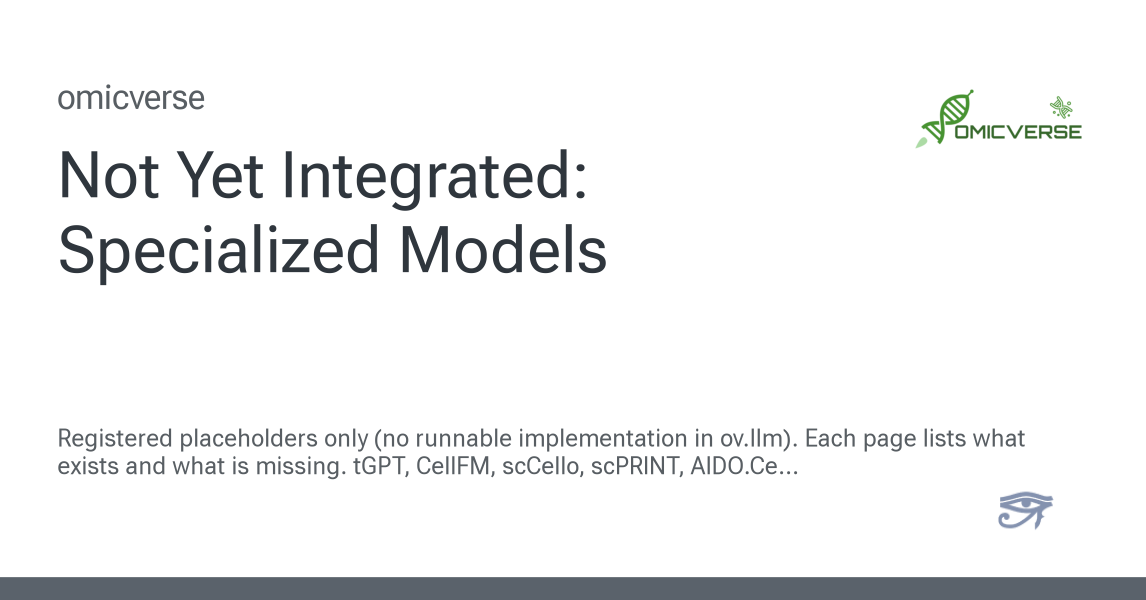 omicverse
OMICVERSE
Not Yet Integrated:
Specialized Models
Registered placeholders only (no runnable implementation in ov.llm). Each page lists what
exists and what is missing. tGPT, CellFM, scCello, scPRINT, AIDO.Ce...